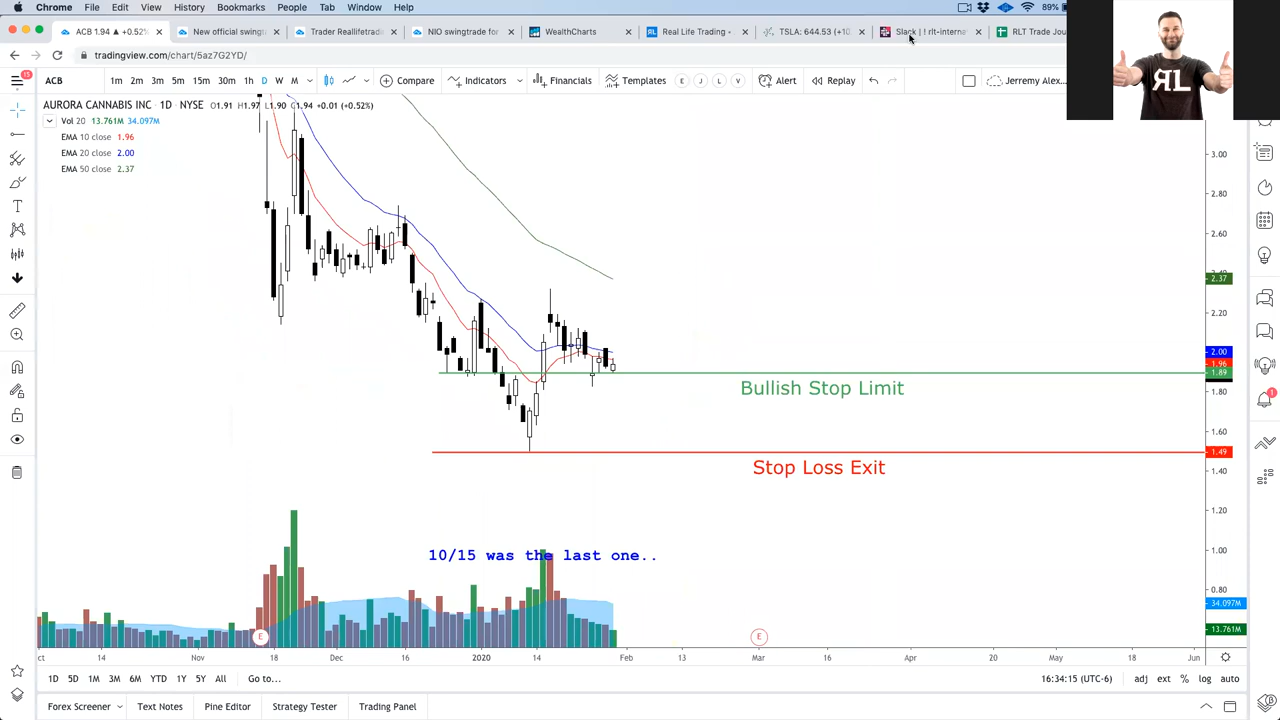 Chrome File Edit View History Bookmarks People Tab Window Help 89%
ACB 1.94 ▲ +0.52% New official swing Trader Reallifetradi NIO swingtrade for WealthCharts Real Life Trading - TSLA: 644.53 (+10 Slack | ! rlt-interna RLT Trade Jou
tradingview.com/chart/5az7G2YD/
ACB 1m 2m 5m 15m 30m 1h D W M Compare Indicators Financials Templates E J V Alert Replay Jerremy Alex...
RL
AURORA CANNABIS INC · 1D · NYSE O1.91 H1.97 L1.90 C1.94 +0.01 (+0.52%)
Vol 20 13.761M 34.097M
EMA 10 close 1.96
EMA 20 close 2.00
EMA 50 close 2.37
3.00
2.80
2.60
2.37
2.20
2.00
1.96
1.89
1.80
Bullish Stop Limit
1.60
1.49
Stop Loss Exit
1.40
1.20
10/15 was the last one..
1.00
0.80
34.097M
13.761M
E E
ct 14 Nov 18 Dec 16 2020 14 Feb 13 Mar 16 Apr 20 May 18 Jun
1D 5D 1M 3M 6M YTD 1Y 5Y All Go to... 16:34:15 (UTC-6) adj ext % log auto
Forex Screener Text Notes Pine Editor Strategy Tester Trading Panel